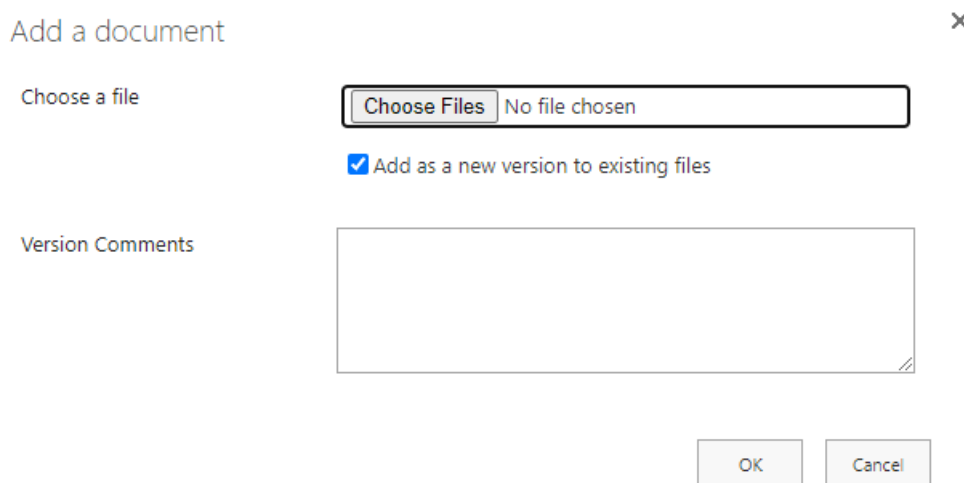 Add a document
Choose a file
Choose Files No file chosen
Add as a new version to existing files
Version Comments
OK Cancel